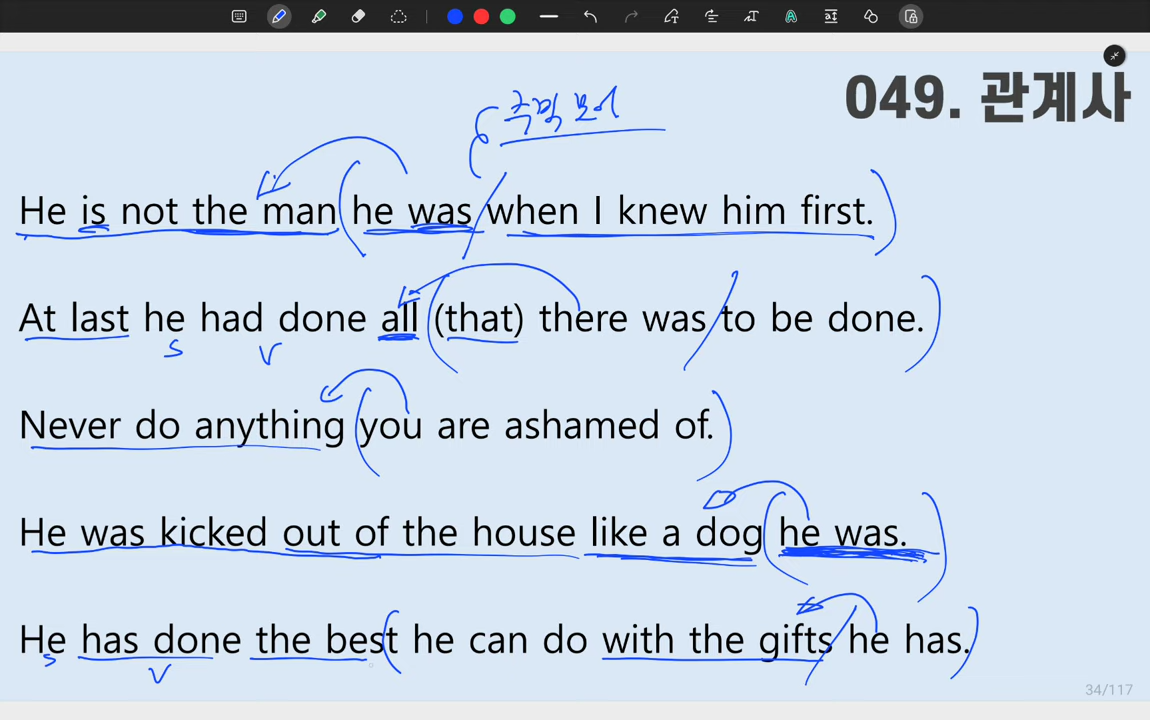 049. 관계사
주격 보어
He is not the man he was when I knew him first.
At last he had done all (that) there was to be done.
S V
Never do anything you are ashamed of.
He was kicked out of the house like a dog he was.
He has done the best he can do with the gifts he has.
S V
34/117